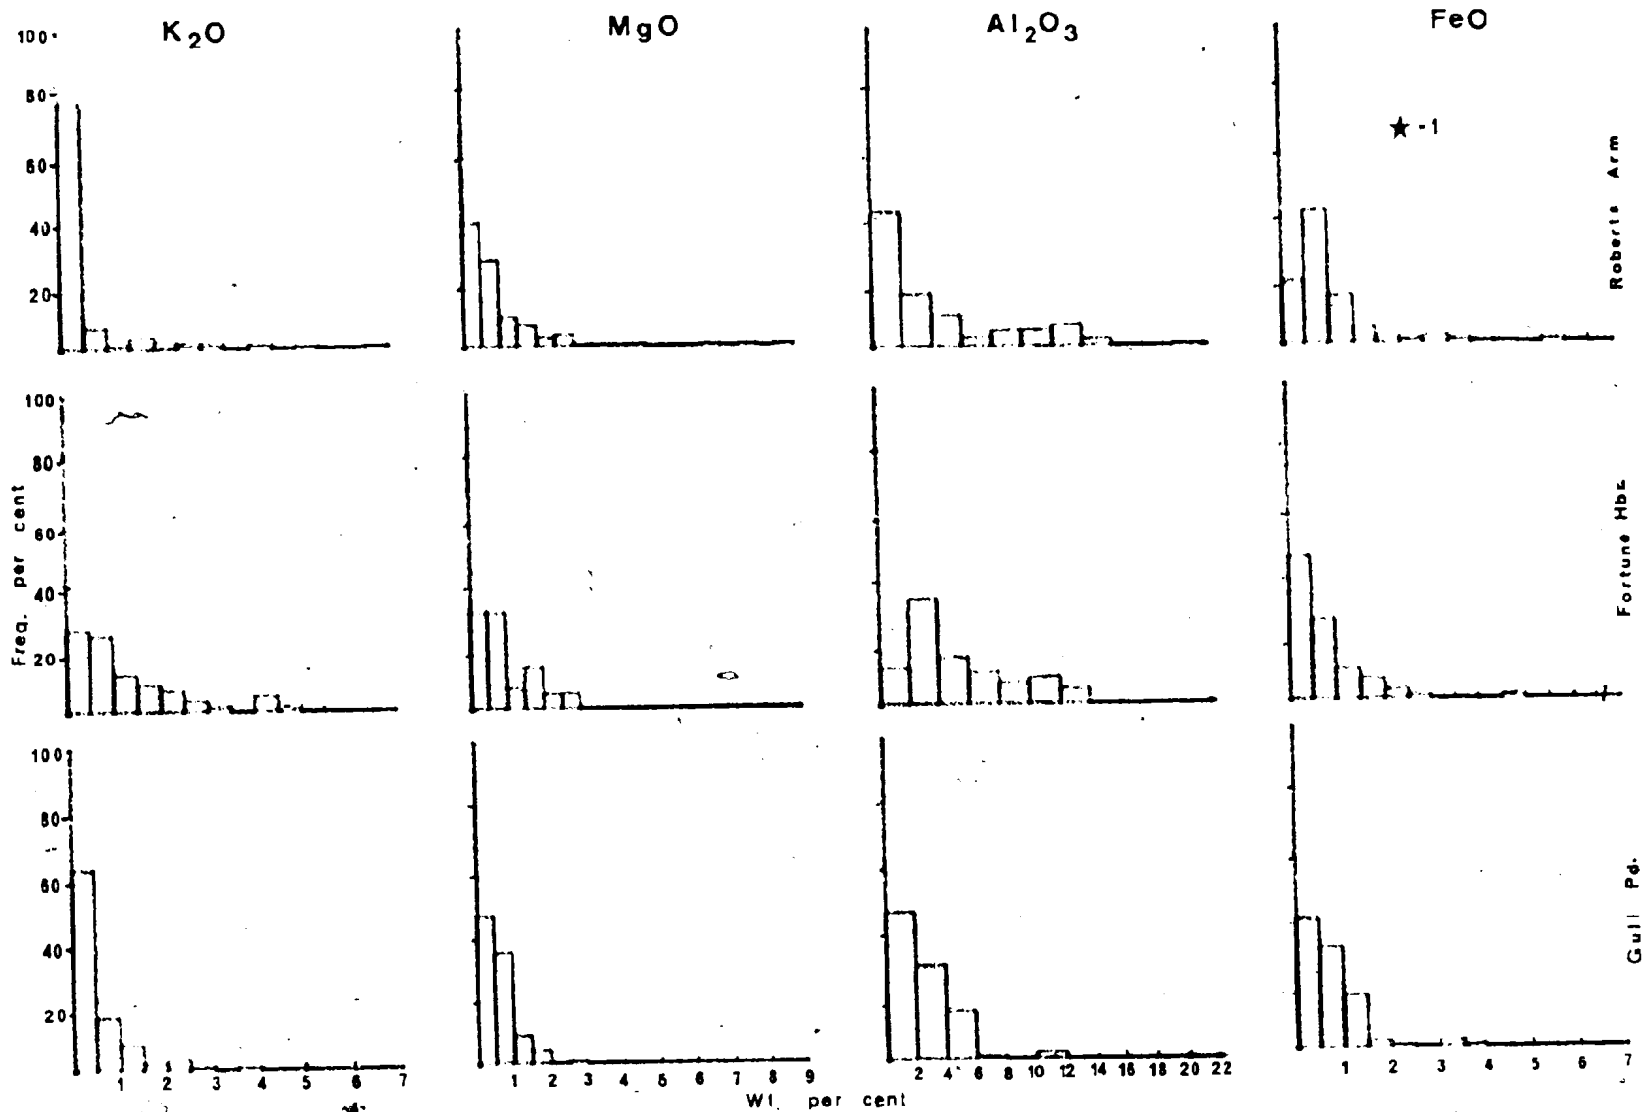 K2O MgO Al2O3 FeO
100
80
60
40
20
★ -1
Roberts Arm
100
80
60
40
20
Freq. per cent
Fortune Hbr.
100
80
60
40
20
Gull Pd.
1 2 3 4 5 6 7
1 2 3 4 5 6 7 8 9
2 4 6 8 10 12 14 16 18 20 22
1 2 3 4 5 6 7
Wt. per cent